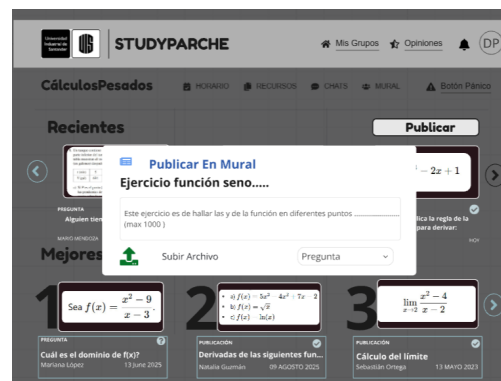 Universidad
Industrial de
Santander
STUDYPARCHE
Mis Grupos
Opiniones
DP
CálculosPesados
HORARIO
RECURSOS
CHATS
MURAL
Botón Pánico
Recientes
Publicar
Publicar En Mural
Ejercicio función seno.....
Este ejercicio es de hallar las y de la función en diferentes puntos
(max 1000 )
Subir Archivo
Pregunta
− 2x + 1
PREGUNTA
Alguien tien
MARIO MENDOZA
lica la regla de la
para derivar:
HOY
Mejores
1
Sea f(x) = x² − 9 / x − 3.
2
a) f(x) = 5x³ − 4x² + 7x − 2
b) f(x) = √x
c) f(x) = ln(x)
3
lim x→2 x² − 4 / x − 2
PREGUNTA
Cuál es el dominio de f(x)?
Mariana López
13 June 2025
PUBLICACIÓN
Derivadas de las siguientes fun...
Natalia Guzmán
09 AGOSTO 2025
PUBLICACIÓN
Cálculo del límite
Sebastián Ortega
13 MAYO 2023